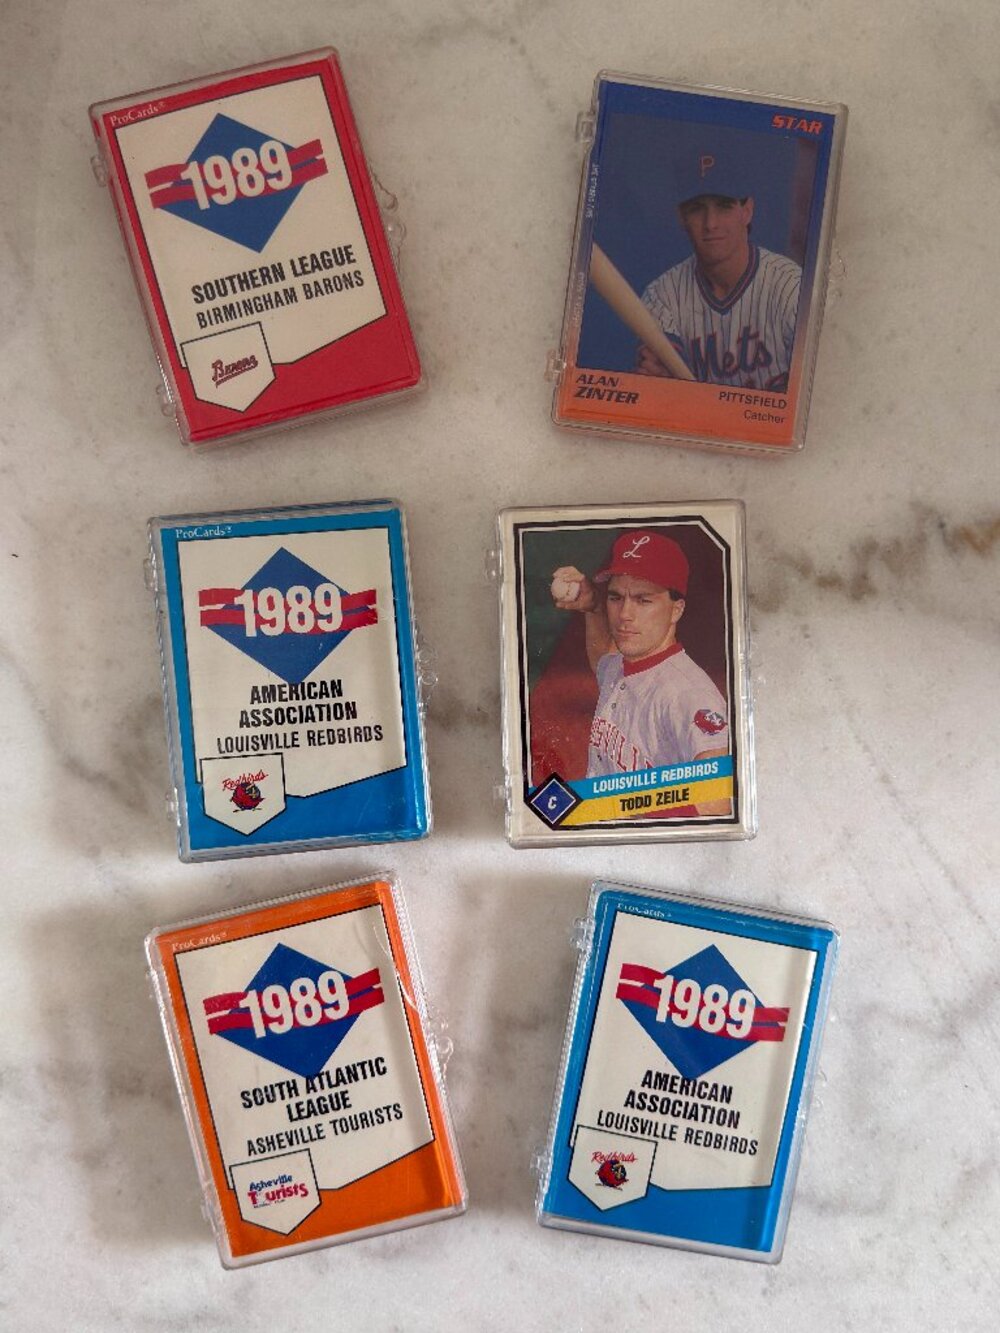 ProCards®
1989
SOUTHERN LEAGUE
BIRMINGHAM BARONS
Barons
STAR
P
Mets
ALAN
ZINTER
PITTSFIELD
Catcher
ProCards™
1989
AMERICAN
ASSOCIATION
LOUISVILLE REDBIRDS
Redbirds
L
LOUISVILLE REDBIRDS
C
TODD ZEILE
ProCards®
1989
SOUTH ATLANTIC
LEAGUE
ASHEVILLE TOURISTS
Asheville
Tourists
ProCards®
1989
AMERICAN
ASSOCIATION
LOUISVILLE REDBIRDS
Redbirds